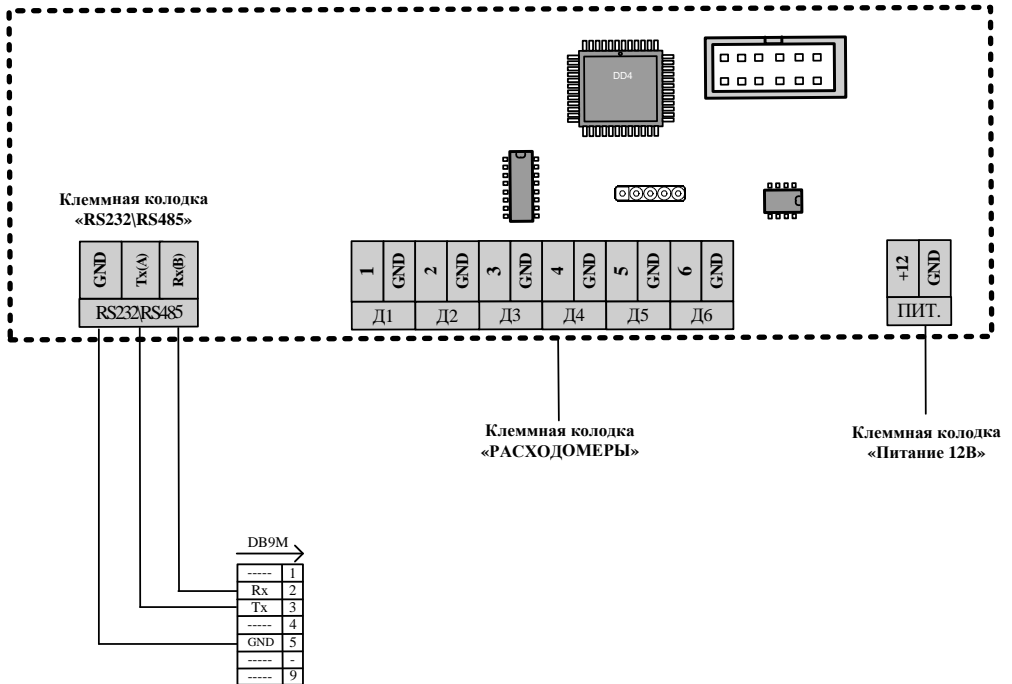 DD4
Клеммная колодка
«RS232\RS485»
GND
Tx(A)
Rx(B)
RS232\RS485
1
GND
2
GND
3
GND
4
GND
5
GND
6
GND
Д1
Д2
Д3
Д4
Д5
Д6
+12
GND
ПИТ.
Клеммная колодка
«РАСХОДОМЕРЫ»
Клеммная колодка
«Питание 12В»
DB9M
----- 1
Rx 2
Tx 3
----- 4
GND 5
----- -
----- 9